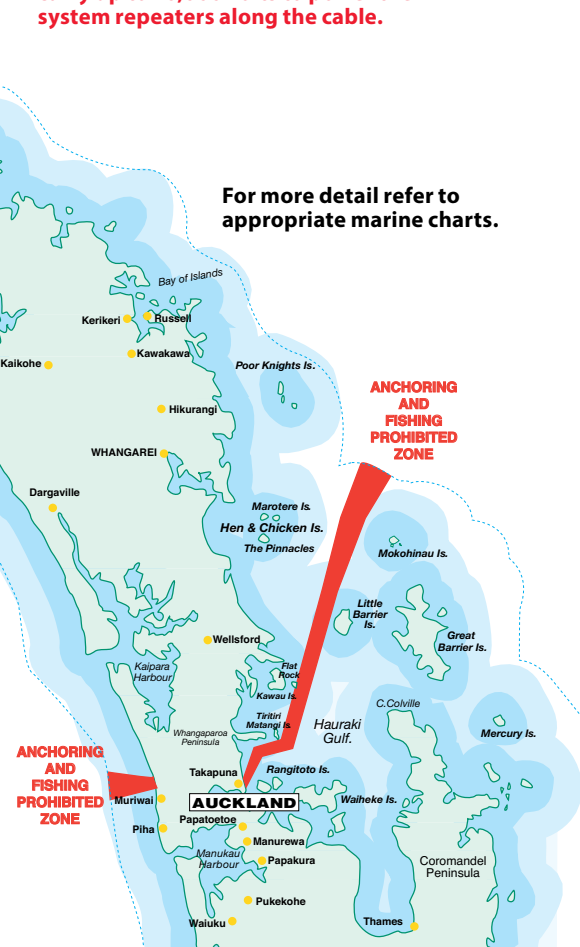 system repeaters along the cable.
For more detail refer to
appropriate marine charts.
Bay of Islands
Kerikeri
Russell
Kawakawa
Kaikohe
Poor Knights Is.
ANCHORING
AND
FISHING
PROHIBITED
ZONE
Hikurangi
WHANGAREI
Dargaville
Marotere Is.
Hen & Chicken Is.
The Pinnacles
Mokohinau Is.
Little
Barrier
Is.
Great
Barrier Is.
Wellsford
Kaipara
Harbour
Flat
Rock
Kawau Is.
C.Colville
Tiritiri
Matangi Is.
Hauraki
Gulf.
Mercury Is.
Whangaparoa
Peninsula
ANCHORING
AND
FISHING
PROHIBITED
ZONE
Takapuna
Rangitoto Is.
Muriwai
AUCKLAND
Waiheke Is.
Papatoetoe
Piha
Manurewa
Manukau
Harbour
Papakura
Coromandel
Peninsula
Pukekohe
Waiuku
Thames